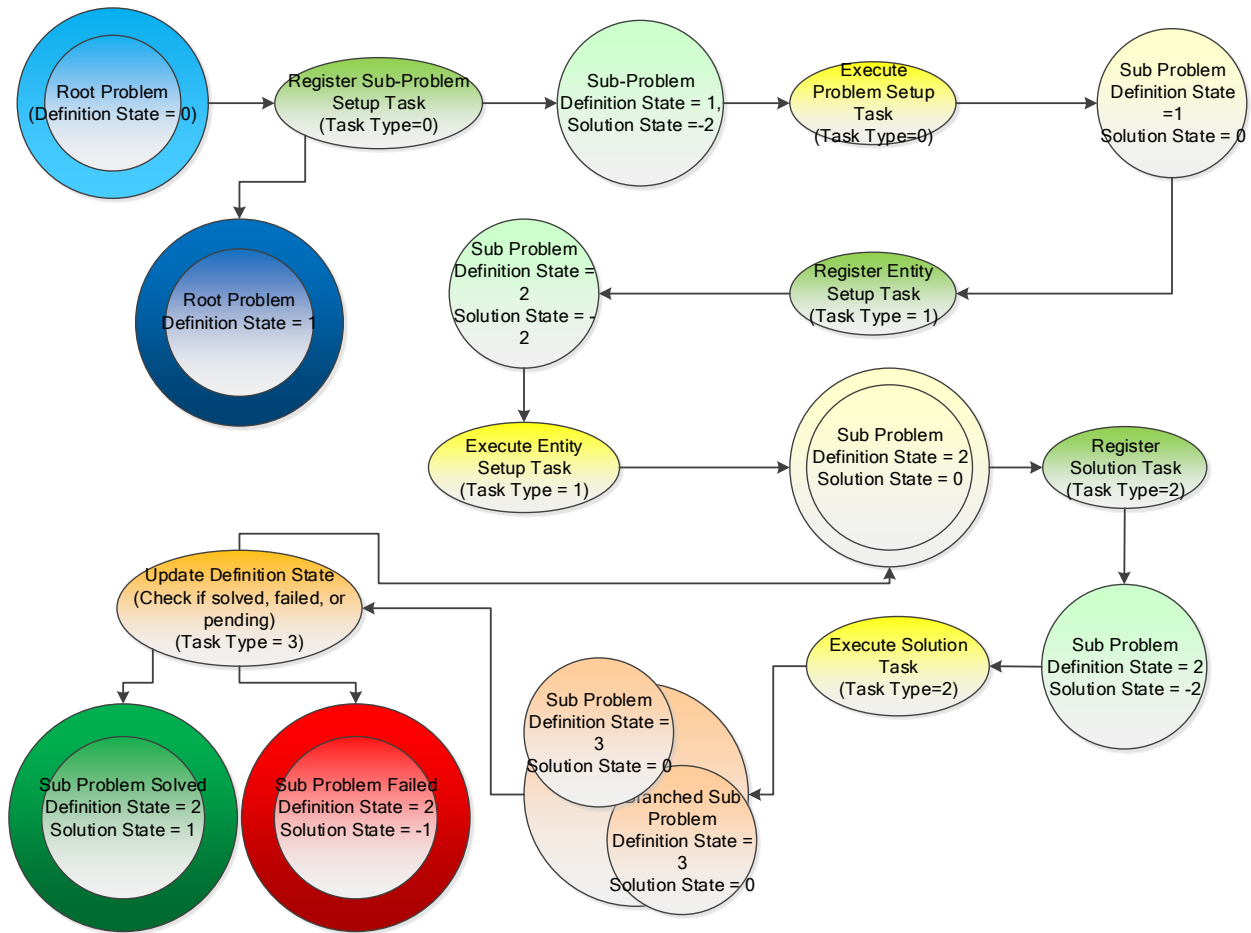 Root Problem
(Definition State = 0)
Register Sub-Problem
Setup Task
(Task Type=0)
Sub-Problem
Definition State = 1,
Solution State =-2
Execute
Problem Setup
Task
(Task Type=0)
Sub Problem
Definition State
=1
Solution State = 0
Root Problem
Definition State = 1
Sub Problem
Definition State =
2
Solution State = -
2
Register Entity
Setup Task
(Task Type = 1)
Execute Entity
Setup Task
(Task Type = 1)
Sub Problem
Definition State = 2
Solution State = 0
Register
Solution Task
(Task Type=2)
Update Definition State
(Check if solved, failed, or
pending)
(Task Type = 3)
Execute Solution
Task
(Task Type=2)
Sub Problem
Definition State = 2
Solution State = -2
Sub Problem
Definition State =
3
Solution State = 0
Branched Sub
Problem
Definition State =
3
Solution State = 0
Sub Problem Solved
Definition State = 2
Solution State = 1
Sub Problem Failed
Definition State = 2
Solution State = -1